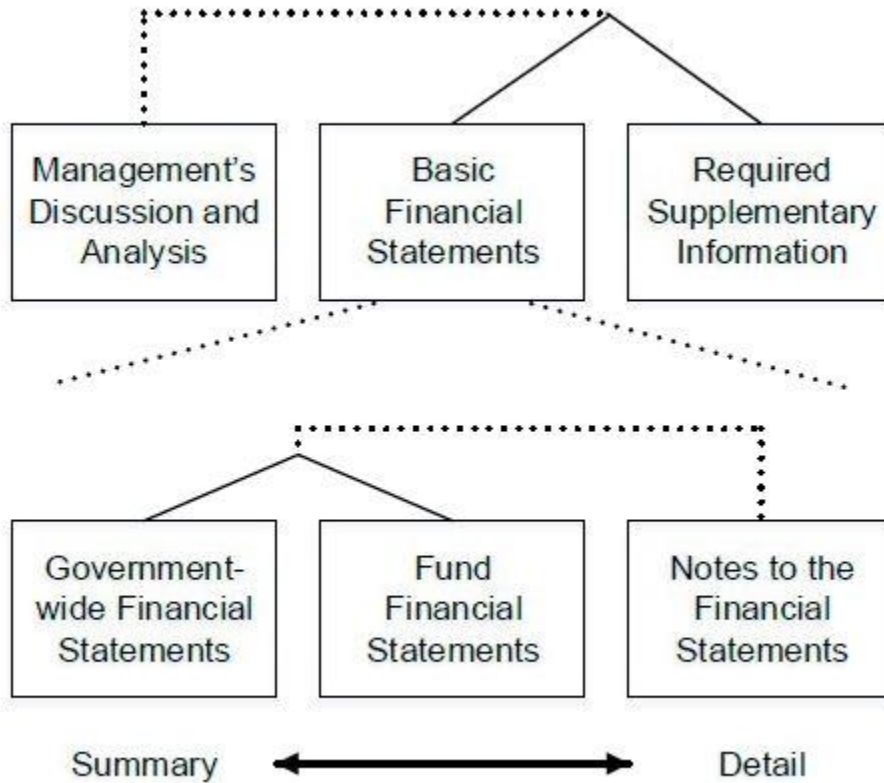 Management's
Discussion and
Analysis
Basic
Financial
Statements
Required
Supplementary
Information
Government-
wide Financial
Statements
Fund
Financial
Statements
Notes to the
Financial
Statements
Summary
Detail